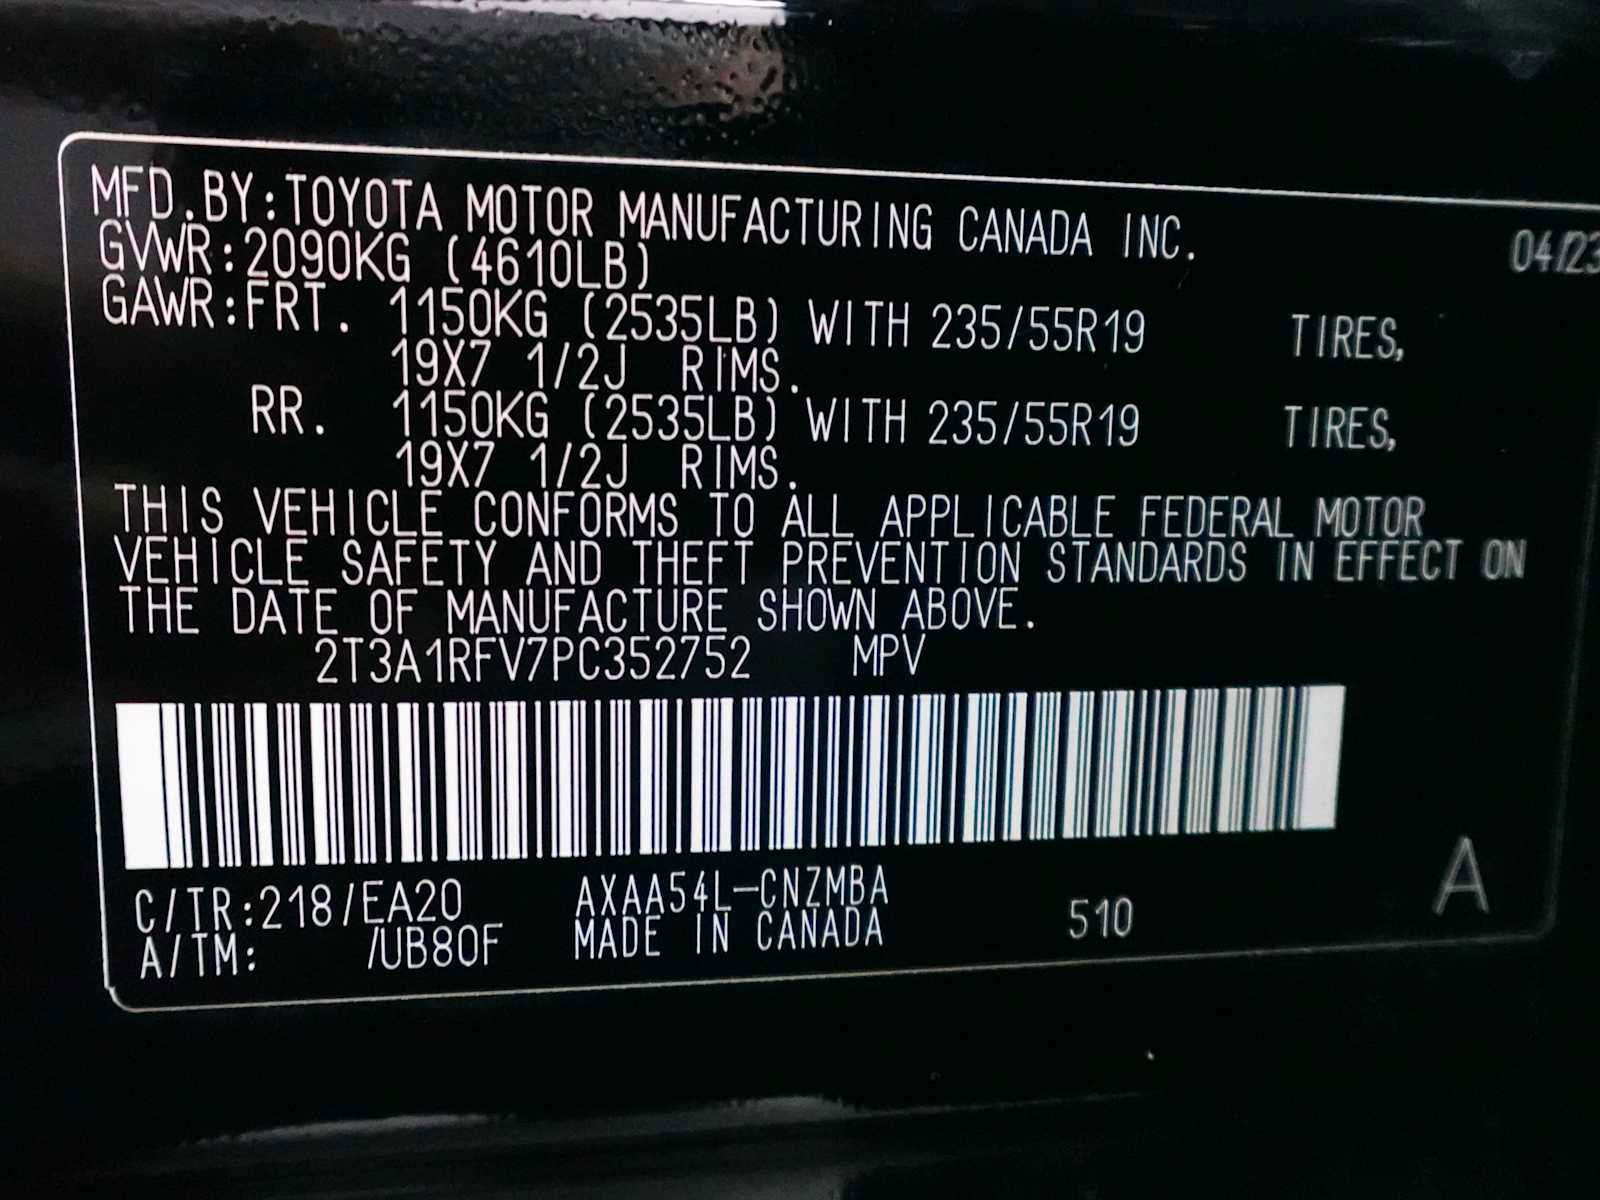 MFD.BY:TOYOTA MOTOR MANUFACTURING CANADA INC. 04/23
GVWR:2090KG (4610LB)
GAWR:FRT. 1150KG (2535LB) WITH 235/55R19 TIRES,
19X7 1/2J RIMS.
RR. 1150KG (2535LB) WITH 235/55R19 TIRES,
19X7 1/2J RIMS.
THIS VEHICLE CONFORMS TO ALL APPLICABLE FEDERAL MOTOR
VEHICLE SAFETY AND THEFT PREVENTION STANDARDS IN EFFECT ON
THE DATE OF MANUFACTURE SHOWN ABOVE.
2T3A1RFV7PC352752 MPV
C/TR:218/EA20 AXAA54L-CNZMBA
A/TM: /UB80F MADE IN CANADA 510 A